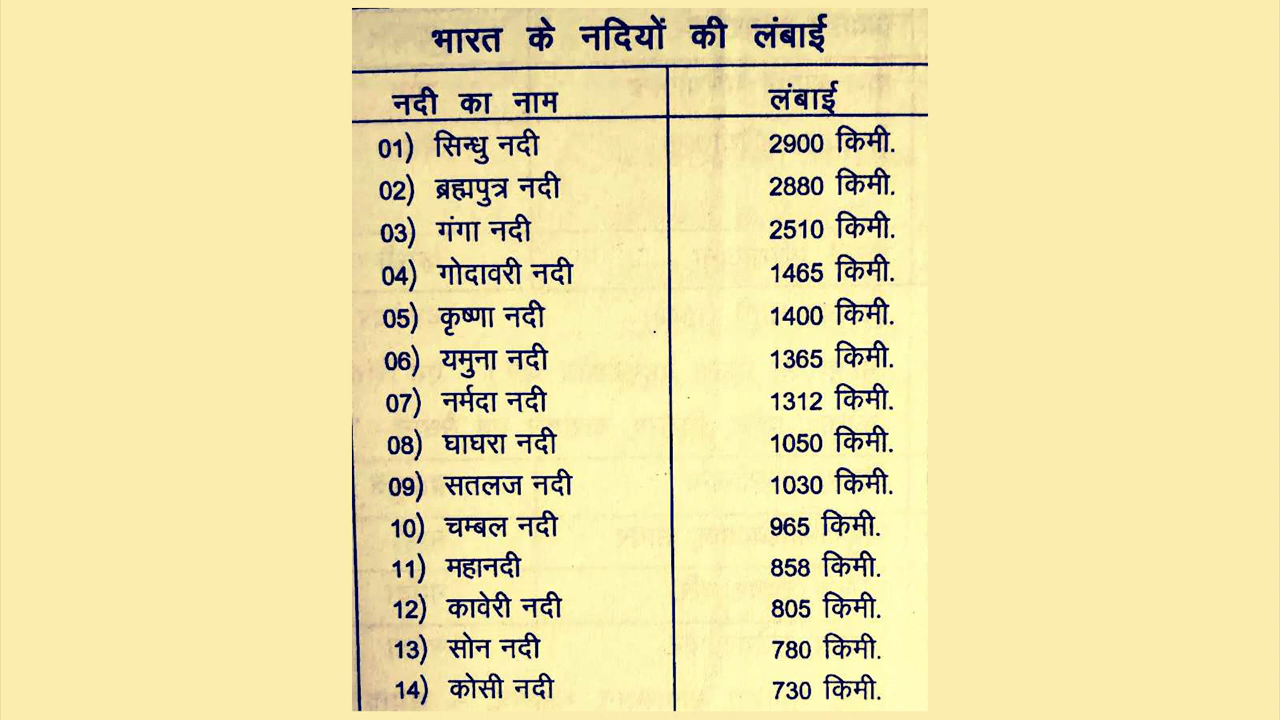 भारत के नदियों की लंबाई
नदी का नाम लंबाई
01) सिन्धु नदी 2900 किमी.
02) ब्रह्मपुत्र नदी 2880 किमी.
03) गंगा नदी 2510 किमी.
04) गोदावरी नदी 1465 किमी.
05) कृष्णा नदी 1400 किमी.
06) यमुना नदी 1365 किमी.
07) नर्मदा नदी 1312 किमी.
08) घाघरा नदी 1050 किमी.
09) सतलज नदी 1030 किमी.
10) चम्बल नदी 965 किमी.
11) महानदी 858 किमी.
12) कावेरी नदी 805 किमी.
13) सोन नदी 780 किमी.
14) कोसी नदी 730 किमी.